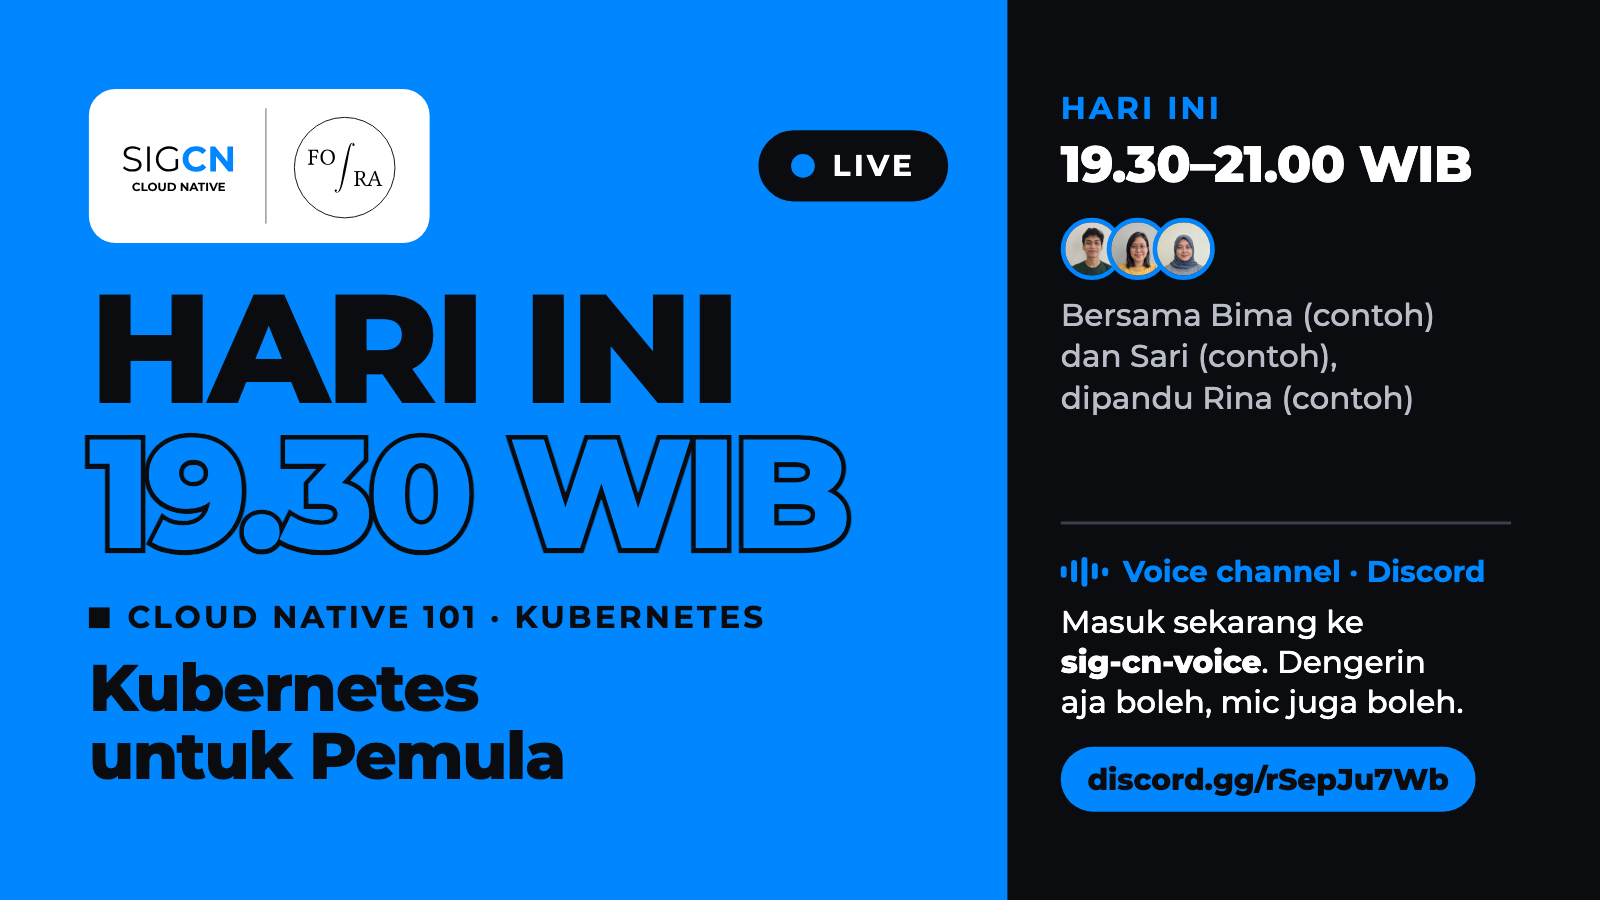 SIGCN
CLOUD NATIVE
FO
RA
LIVE
HARI INI
19.30 WIB
CLOUD NATIVE 101 · KUBERNETES
Kubernetes
untuk Pemula
HARI INI
19.30–21.00 WIB
Bersama Bima (contoh)
dan Sari (contoh),
dipandu Rina (contoh)
Voice channel · Discord
Masuk sekarang ke
sig-cn-voice. Dengerin
aja boleh, mic juga boleh.
discord.gg/rSepJu7Wb